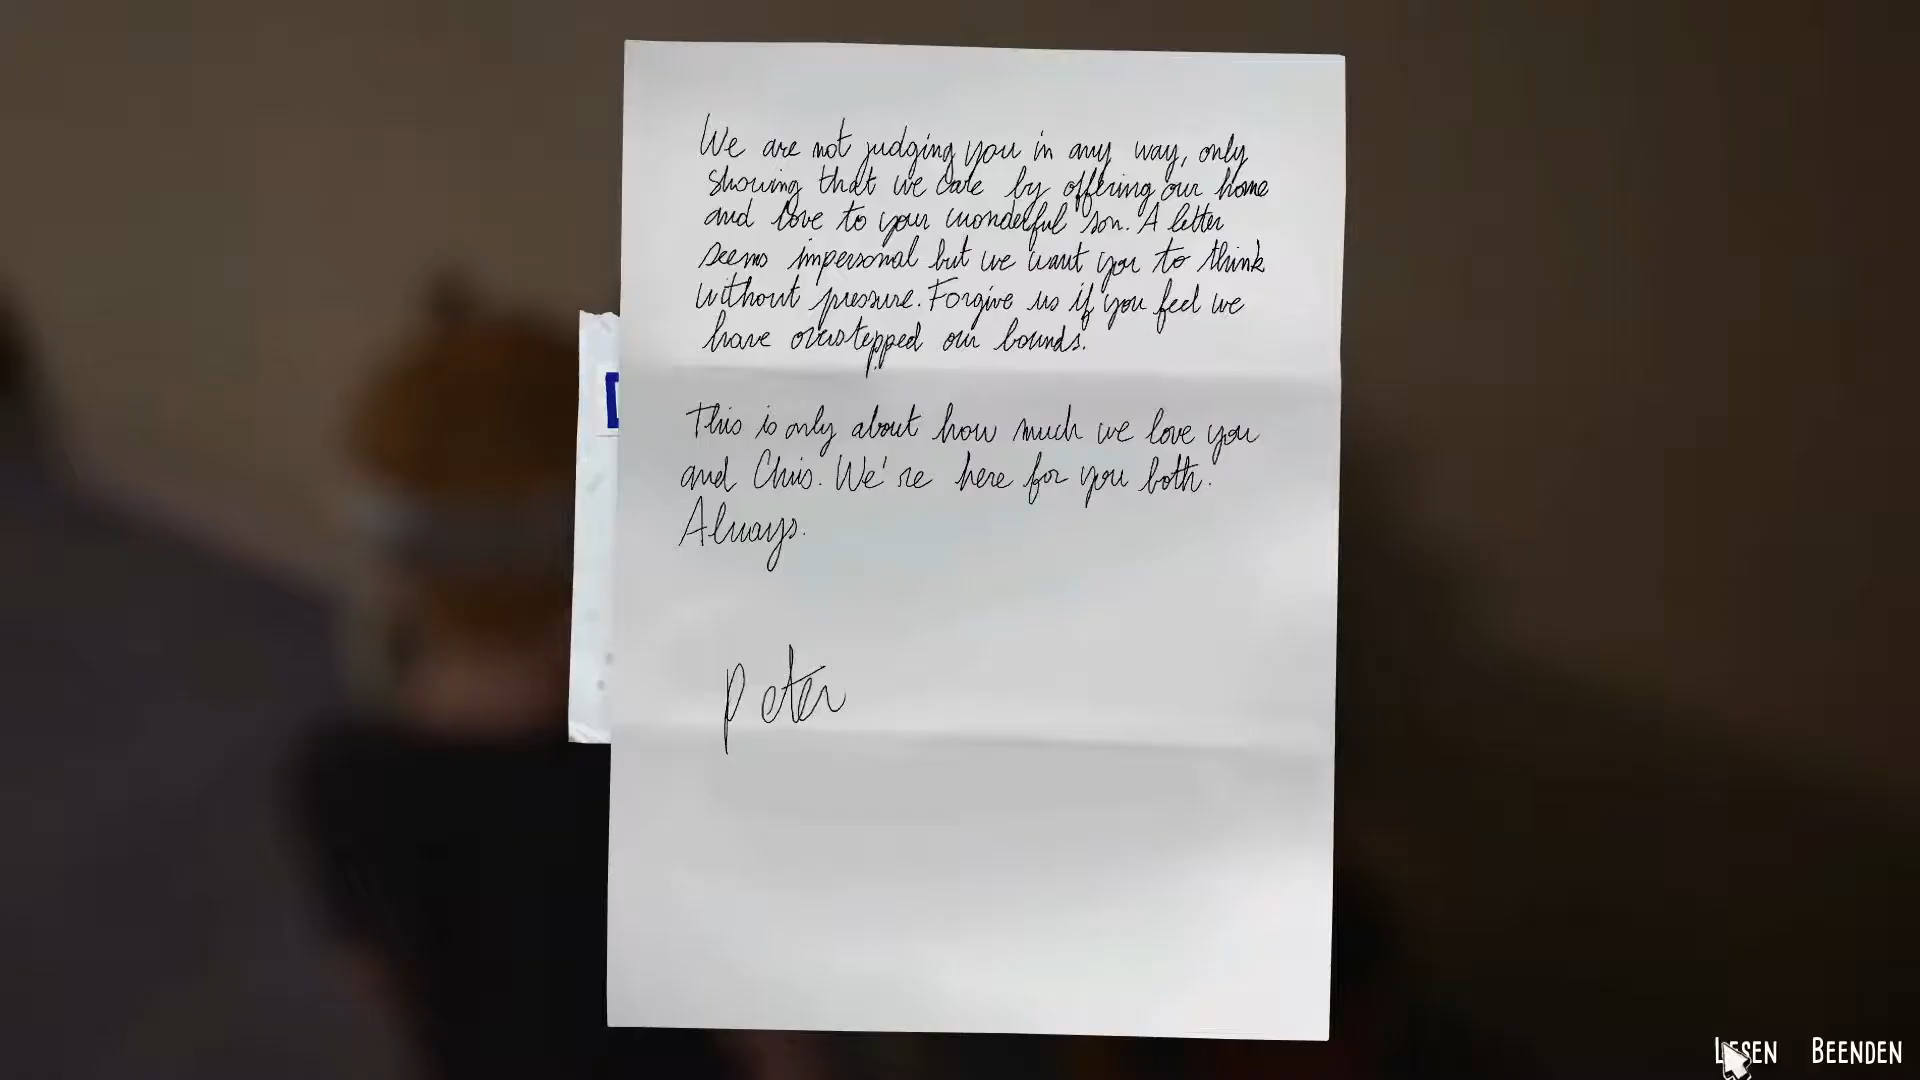 We are not judging you in any way, only
showing that we care by offering our home
and love to your wonderful son. A letter
seems impersonal but we want you to think
without pressure. Forgive us if you feel we
have overstepped our bounds.
This is only about how much we love you
and Chris. We're here for you both.
Always.
Peter
LESEN BEENDEN